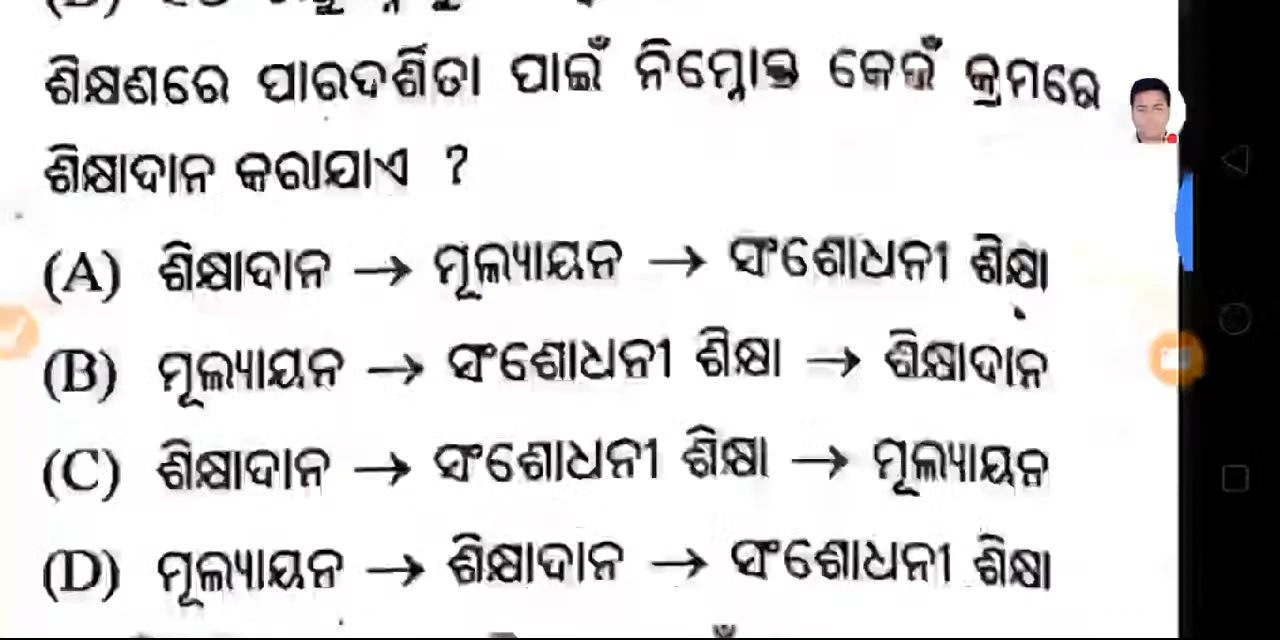 ଶିକ୍ଷଣରେ ପାରଦର୍ଶିତା ପାଇଁ ନିମ୍ନୋକ୍ତ କେଉଁ କ୍ରମରେ
ଶିକ୍ଷାଦାନ କରାଯାଏ ?
(A) ଶିକ୍ଷାଦାନ → ମୂଲ୍ୟାୟନ → ସଂଶୋଧନୀ ଶିକ୍ଷା
(B) ମୂଲ୍ୟାୟନ → ସଂଶୋଧନୀ ଶିକ୍ଷା → ଶିକ୍ଷାଦାନ
(C) ଶିକ୍ଷାଦାନ → ସଂଶୋଧନୀ ଶିକ୍ଷା → ମୂଲ୍ୟାୟନ
(D) ମୂଲ୍ୟାୟନ → ଶିକ୍ଷାଦାନ → ସଂଶୋଧନୀ ଶିକ୍ଷା